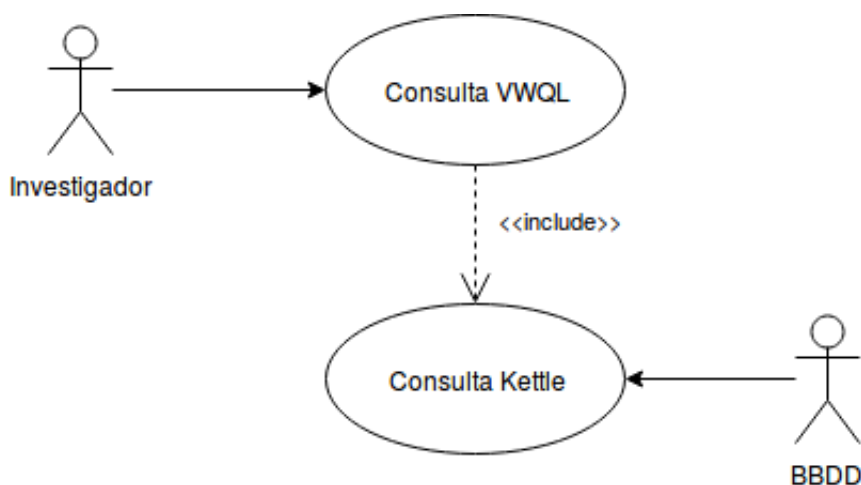 Consulta VWQL
Investigador
<<include>>
Consulta Kettle
BBDD